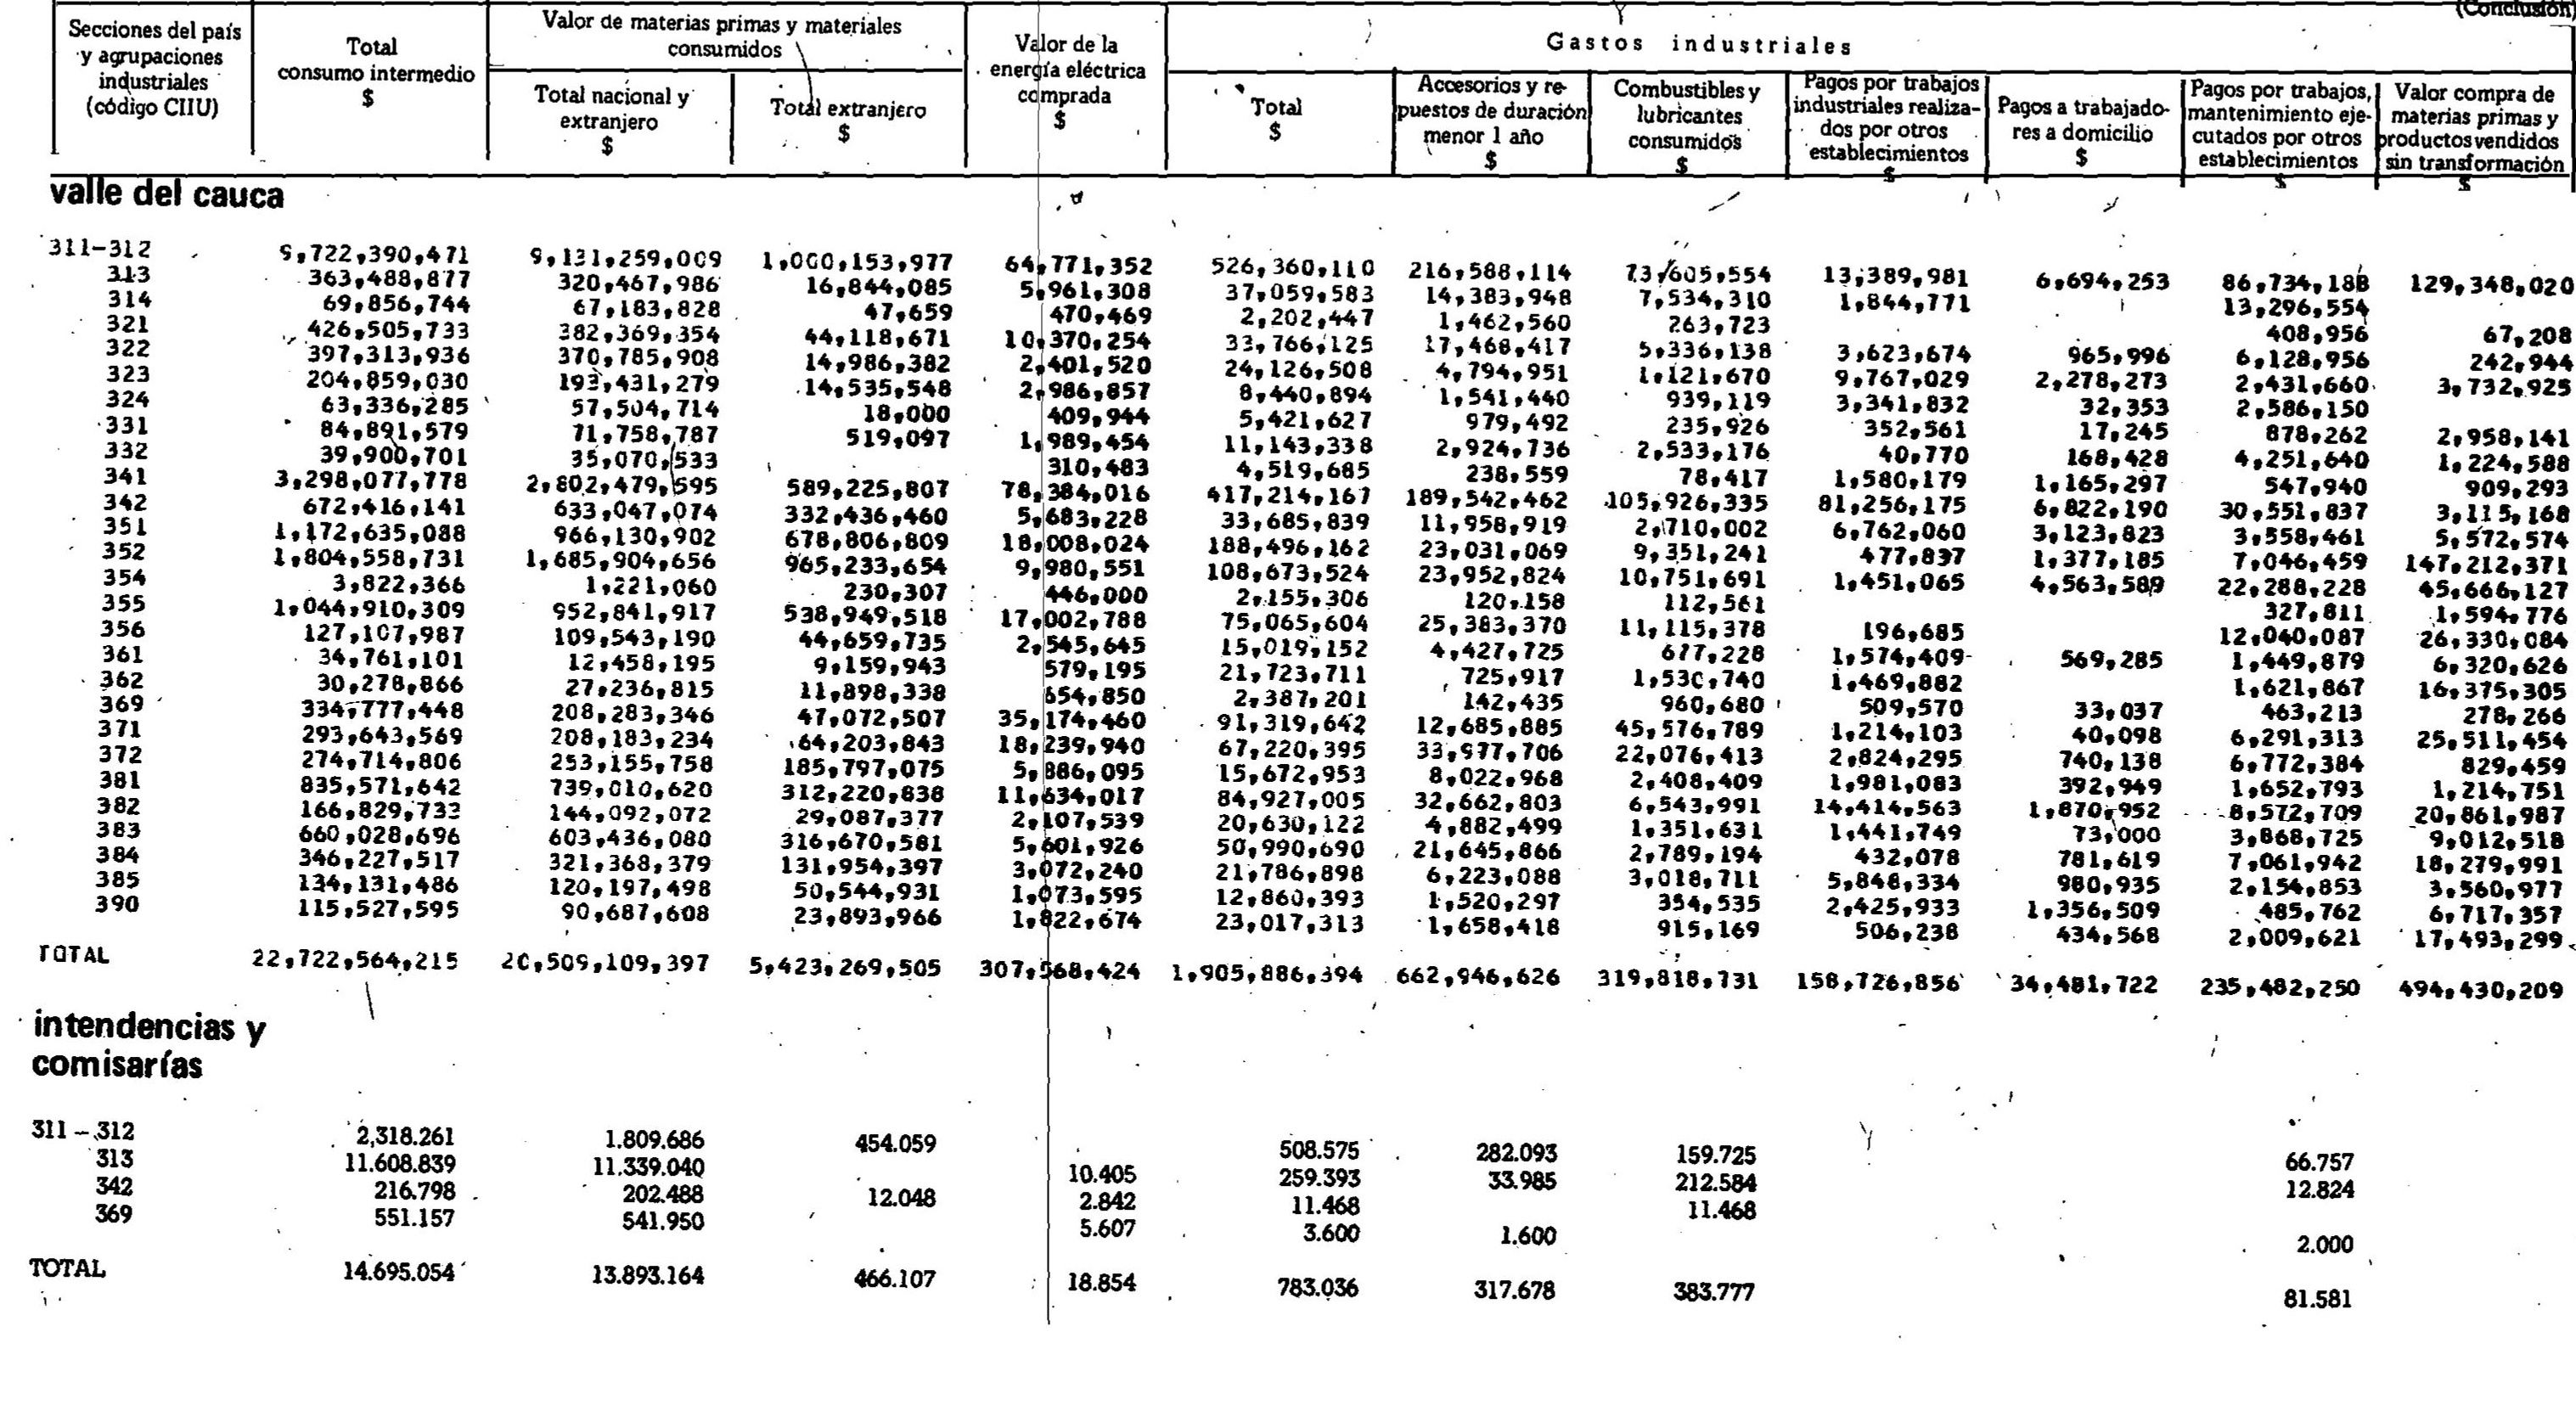 (Conclusión)
Secciones del país y agrupaciones industriales (código CIIU) | Total consumo intermedio $ | Valor de materias primas y materiales consumidos | Valor de la energía eléctrica comprada $ | Gastos industriales
Total nacional y extranjero $ | Total extranjero $ | Total $ | Accesorios y repuestos de duración menor 1 año $ | Combustibles y lubricantes consumidos $ | Pagos por trabajos industriales realizados por otros establecimientos $ | Pagos a trabajadores a domicilio $ | Pagos por trabajos, mantenimiento ejecutados por otros establecimientos $ | Valor compra de materias primas y productos vendidos sin transformación $
valle del cauca
311-312 9,722,390,471 9,131,259,009 1,000,153,977 64,771,352 526,360,110 216,588,114 73,605,554 13,389,981 6,694,253 86,734,188 129,348,020
313 363,488,877 320,467,986 16,844,085 5,961,308 37,059,583 14,383,948 7,534,310 1,844,771 13,296,554
314 69,856,744 67,183,828 47,659 470,469 2,202,447 1,462,560 263,723 408,956 67,208
321 426,505,733 382,369,354 44,118,671 10,370,254 33,766,125 17,468,417 5,336,138 3,623,674 965,996 6,128,956 242,944
322 397,313,936 370,785,908 14,986,382 2,401,520 24,126,508 4,794,951 1,121,670 9,767,029 2,278,273 2,431,660 3,732,925
323 204,859,030 193,431,279 14,535,548 2,986,857 8,440,894 1,541,440 939,119 3,341,832 32,353 2,586,150
324 63,336,285 57,504,714 18,000 409,944 5,421,627 979,492 235,926 352,561 17,245 878,262 2,958,141
331 84,891,579 71,758,787 519,097 1,989,454 11,143,338 2,924,736 2,533,176 40,770 168,428 4,251,640 1,224,588
332 39,900,701 35,070,533 310,483 4,519,685 238,559 78,417 1,580,179 1,165,297 547,940 909,293
341 3,298,077,778 2,802,479,595 589,225,807 78,384,016 417,214,167 189,542,462 105,926,335 81,256,175 6,822,190 30,551,837 3,115,168
342 672,416,141 633,047,074 332,436,460 5,683,228 33,685,839 11,958,919 2,710,002 6,762,060 3,123,823 3,558,461 5,572,574
351 1,172,635,088 966,130,902 678,806,809 18,008,024 188,496,162 23,031,069 9,351,241 477,837 1,377,185 7,046,459 147,212,371
352 1,804,558,731 1,685,904,656 965,233,654 9,980,551 108,673,524 23,952,824 10,751,691 1,451,065 4,563,589 22,288,228 45,666,127
354 3,822,366 1,221,060 230,307 446,000 2,155,306 120,158 112,561 327,811 1,594,776
355 1,044,910,309 952,841,917 538,949,518 17,002,788 75,065,604 25,383,370 11,115,378 196,685 12,040,087 26,330,084
356 127,107,987 109,543,190 44,659,735 2,545,645 15,019,152 4,427,725 677,228 1,574,409 569,285 1,449,879 6,320,626
361 34,761,101 12,458,195 9,159,943 579,195 21,723,711 725,917 1,530,740 1,469,882 1,621,867 16,375,305
362 30,278,866 27,236,815 11,898,338 654,850 2,387,201 142,435 960,680 509,570 33,037 463,213 278,266
369 334,777,448 208,283,346 47,072,507 35,174,460 91,319,642 12,685,885 45,576,789 1,214,103 40,098 6,291,313 25,511,454
371 293,643,569 208,183,234 64,203,843 18,239,940 67,220,395 33,977,706 22,076,413 2,824,295 740,138 6,772,384 829,459
372 274,714,806 253,155,758 185,797,075 5,886,095 15,672,953 8,022,968 2,408,409 1,981,083 392,949 1,652,793 1,214,751
381 835,571,642 739,010,620 312,220,838 11,634,017 84,927,005 32,662,803 6,543,991 14,414,563 1,870,952 8,572,709 20,861,987
382 166,829,733 144,092,072 29,087,377 2,107,539 20,630,122 4,882,499 1,351,631 1,441,749 73,000 3,868,725 9,012,518
383 660,028,696 603,436,080 316,670,581 5,601,926 50,990,690 21,645,866 2,789,194 432,078 781,619 7,061,942 18,279,991
384 346,227,517 321,368,379 131,954,397 3,072,240 21,786,898 6,223,088 3,018,711 5,848,334 980,935 2,154,853 3,560,977
385 134,131,486 120,197,498 50,544,931 1,073,595 12,860,393 1,520,297 354,535 2,425,933 1,356,509 485,762 6,717,357
390 115,527,595 90,687,608 23,893,966 1,822,674 23,017,313 1,658,418 915,169 506,238 434,568 2,009,621 17,493,299
TOTAL 22,722,564,215 20,509,109,397 5,423,269,505 307,568,424 1,905,886,394 662,946,626 319,818,731 158,726,856 34,481,722 235,482,250 494,430,209
intendencias y
comisarías
311 – 312 2,318.261 1.809.686 454.059 508.575 282.093 159.725 66.757
313 11.608.839 11.339.040 10.405 259.393 33.985 212.584 12.824
342 216.798 202.488 12.048 2.842 11.468 11.468
369 551.157 541.950 5.607 3.600 1.600 2.000
TOTAL 14.695.054 13.893.164 466.107 18.854 783.036 317.678 383.777 81.581